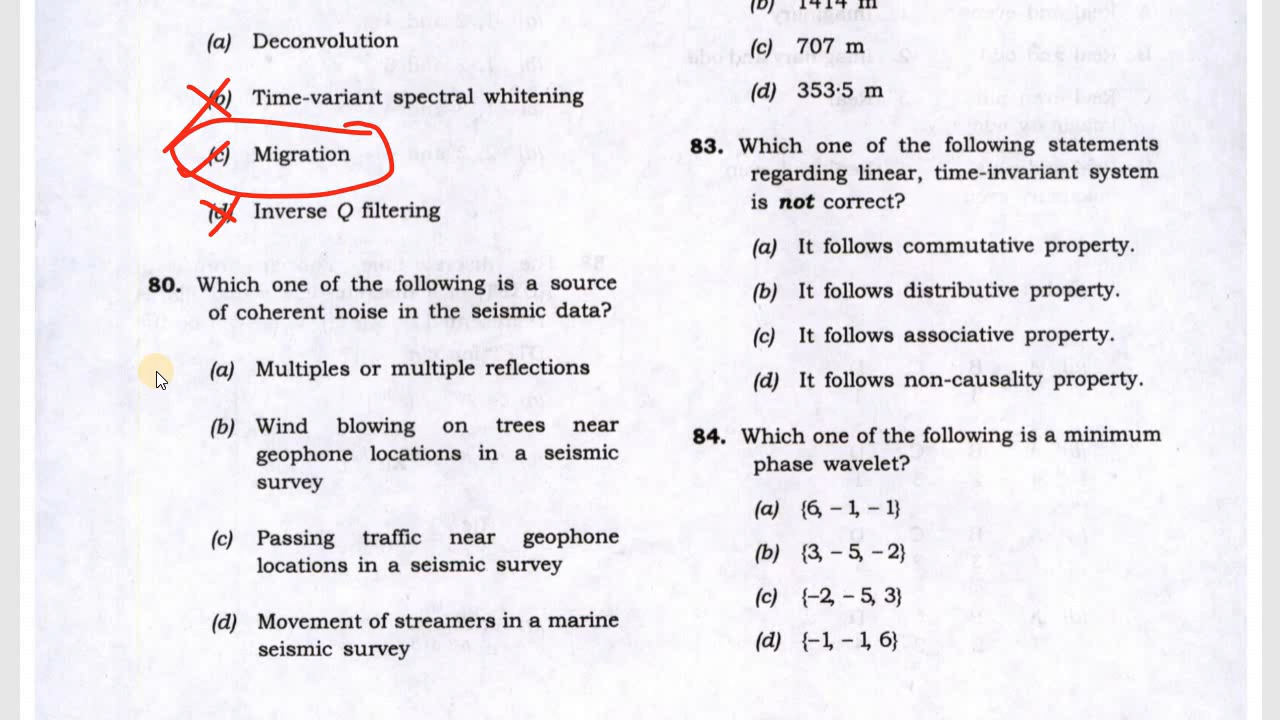 (a) Deconvolution
(b) Time-variant spectral whitening
(c) Migration
(d) Inverse Q filtering
80. Which one of the following is a source
of coherent noise in the seismic data?
(a) Multiples or multiple reflections
(b) Wind blowing on trees near
geophone locations in a seismic
survey
(c) Passing traffic near geophone
locations in a seismic survey
(d) Movement of streamers in a marine
seismic survey
(b) 1414 m
(c) 707 m
(d) 353·5 m
83. Which one of the following statements
regarding linear, time-invariant system
is not correct?
(a) It follows commutative property.
(b) It follows distributive property.
(c) It follows associative property.
(d) It follows non-causality property.
84. Which one of the following is a minimum
phase wavelet?
(a) {6, – 1, – 1}
(b) {3, – 5, – 2}
(c) {–2, – 5, 3}
(d) {–1, – 1, 6}